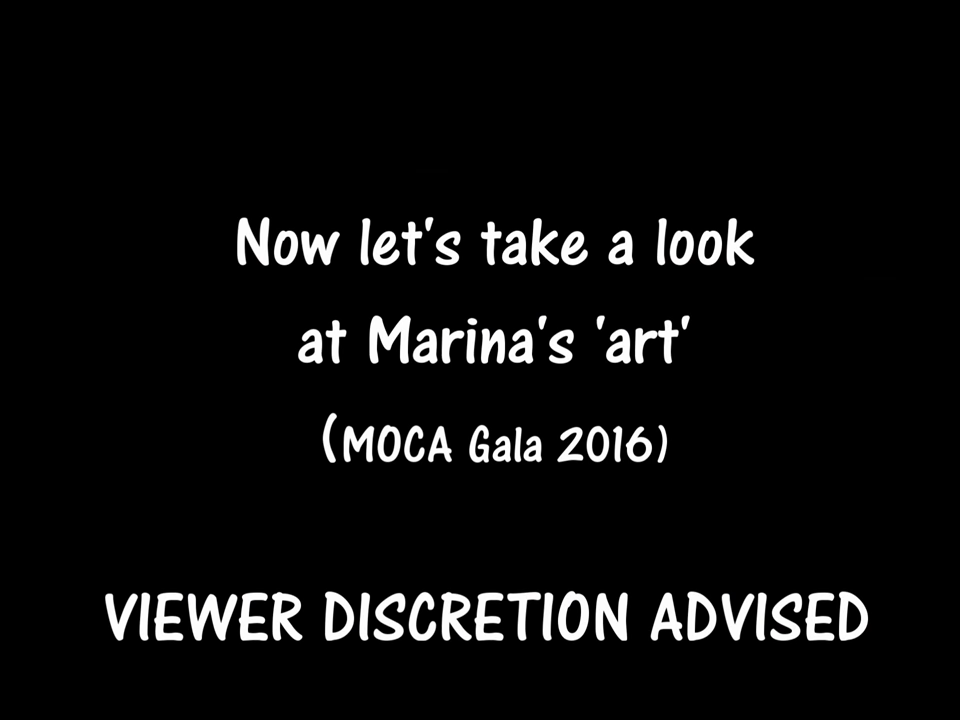 Now let's take a look
at Marina's 'art'
(MOCA Gala 2016)
VIEWER DISCRETION ADVISED